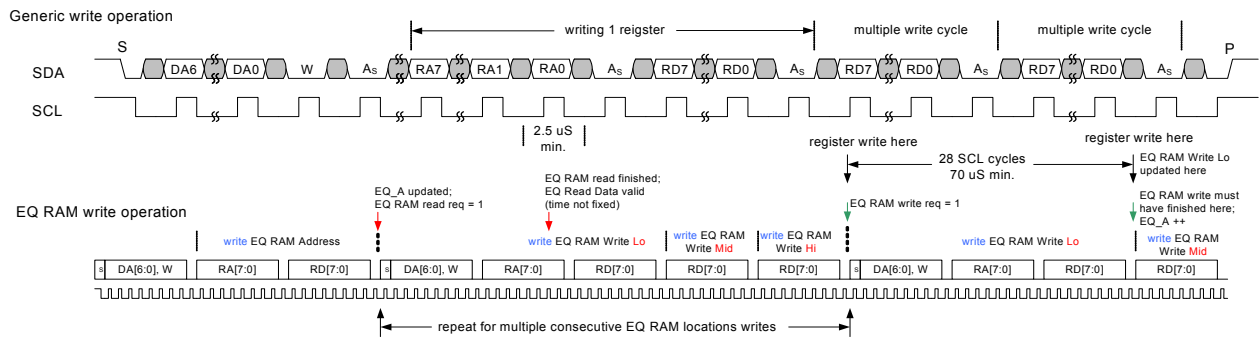 Generic write operation
writing 1 reigster
multiple write cycle
multiple write cycle
S
P
SDA
DA6 DA0 W As RA7 RA1 RA0 As RD7 RD0 As RD7 RD0 As RD7 RD0 As
SCL
2.5 uS
min.
register write here
register write here
28 SCL cycles
70 uS min.
EQ RAM Write Lo
updated here
EQ_A updated;
EQ RAM read req = 1
EQ RAM read finished;
EQ Read Data valid
(time not fixed)
EQ RAM write req = 1
EQ RAM write must
have finished here;
EQ_A ++
EQ RAM write operation
write EQ RAM Address
write EQ RAM Write Lo
write EQ RAM
Write Mid
write EQ RAM
Write Hi
write EQ RAM Write Lo
write EQ RAM
Write Mid
s DA[6:0], W RA[7:0] RD[7:0] s DA[6:0], W RA[7:0] RD[7:0] RD[7:0] RD[7:0] s DA[6:0], W RA[7:0] RD[7:0] RD[7:0]
repeat for multiple consecutive EQ RAM locations writes